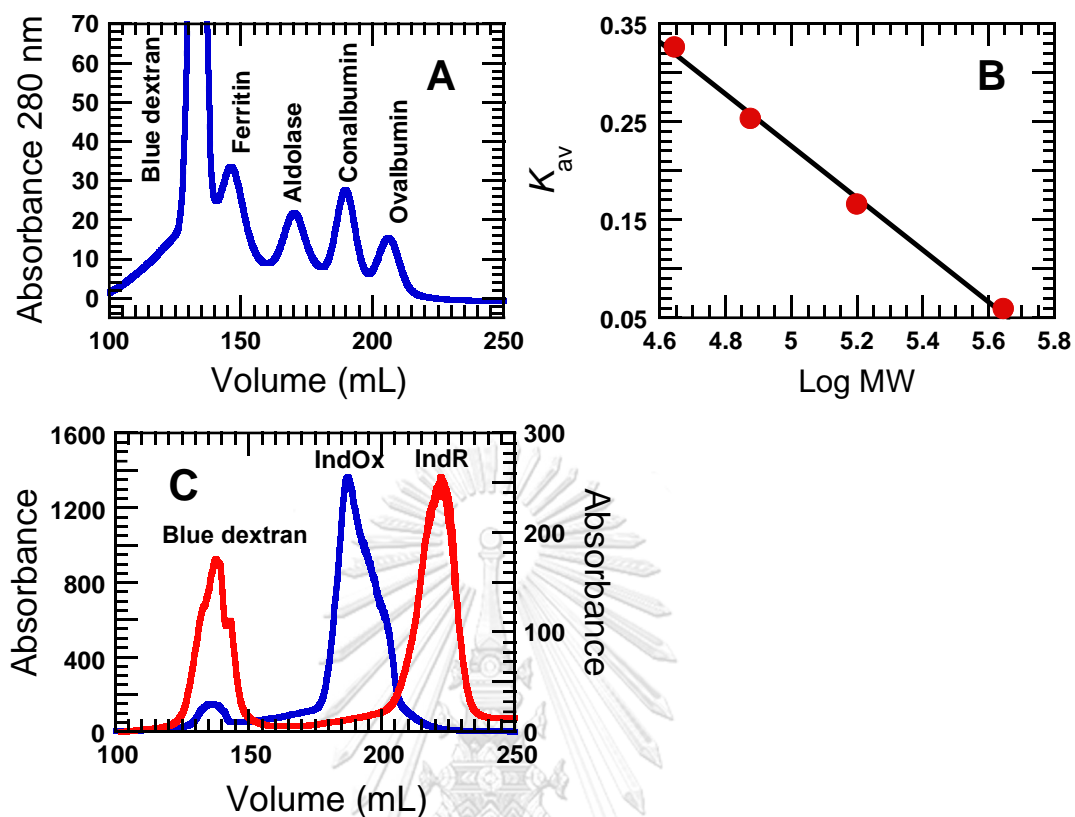 A
Absorbance 280 nm
70
60
50
40
30
20
10
0
Blue dextran
Ferritin
Aldolase
Conalbumin
Ovalbumin
100
150
200
250
Volume (mL)
B
Kav
0.35
0.25
0.15
0.05
4.6
4.8
5
5.2
5.4
5.6
5.8
Log MW
C
Absorbance
1600
1200
800
400
0
Blue dextran
IndOx
IndR
300
200
100
0
Absorbance
100
150
200
250
Volume (mL)